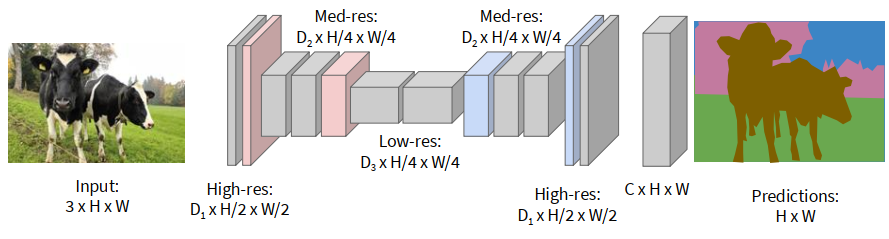 Med-res:
D₂ x H/4 x W/4
Med-res:
D₂ x H/4 x W/4
Low-res:
D₃ x H/4 x W/4
Input:
3 x H x W
High-res:
D₁ x H/2 x W/2
High-res:
D₁ x H/2 x W/2
C x H x W
Predictions:
H x W